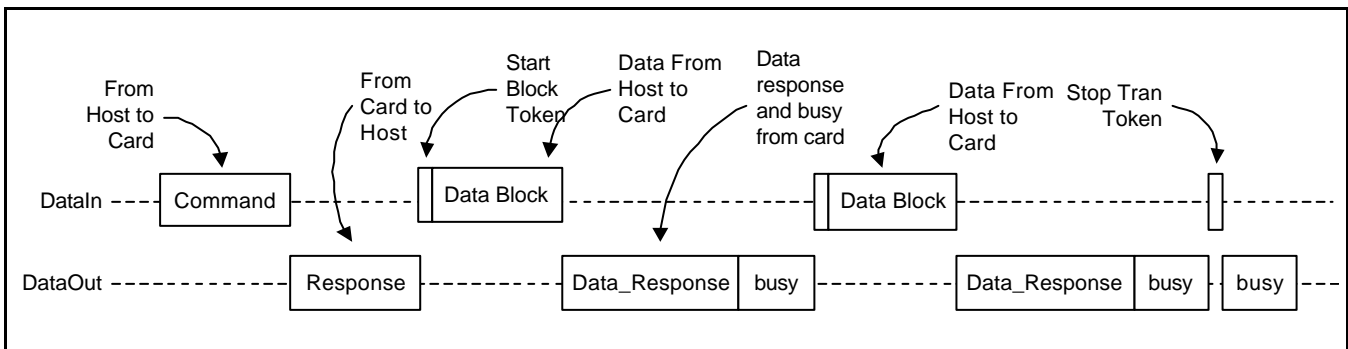 From
Host to
Card
From
Card to
Host
Start
Block
Token
Data From
Host to
Card
Data
response
and busy
from card
Data From
Host to
Card
Stop Tran
Token
DataIn
Command
Data Block
Data Block
DataOut
Response
Data_Response
busy
Data_Response
busy
busy